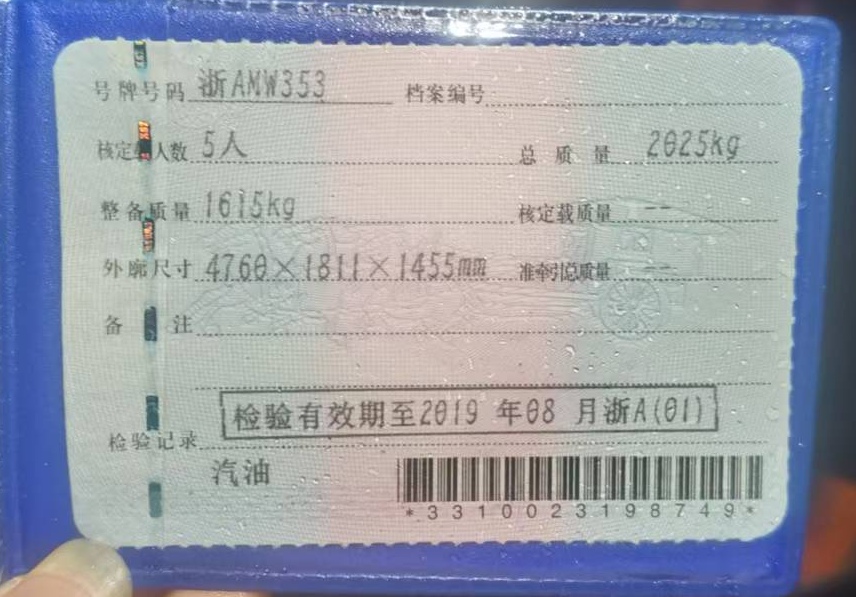 号牌号码 浙AMW353 档案编号
核定载人数 5人 总质量 2025kg
整备质量 1615kg 核定载质量 --
外廓尺寸 4760×1811×1455mm 准牵引总质量 --
备注
检验有效期至2019 年08 月浙A(01)
检验记录
汽油
*3310023198749*